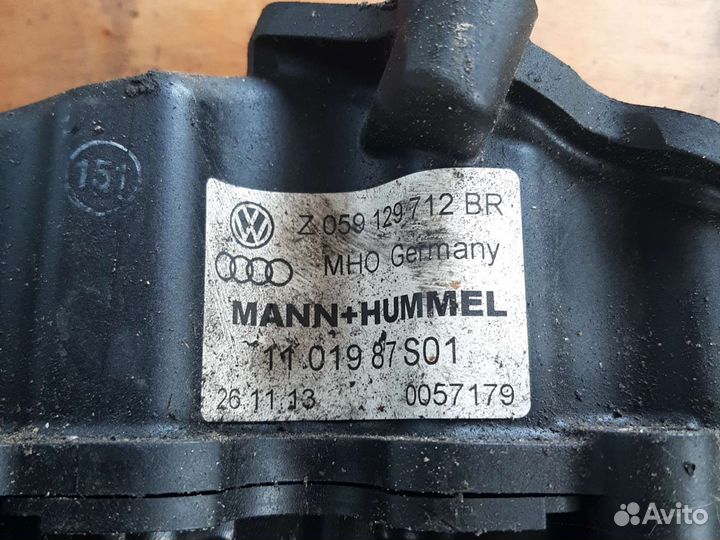 151
Z 059 129 712 BR
MHO Germany
MANN+HUMMEL
11 019 87 S01
26 11 13 0057179
Avito